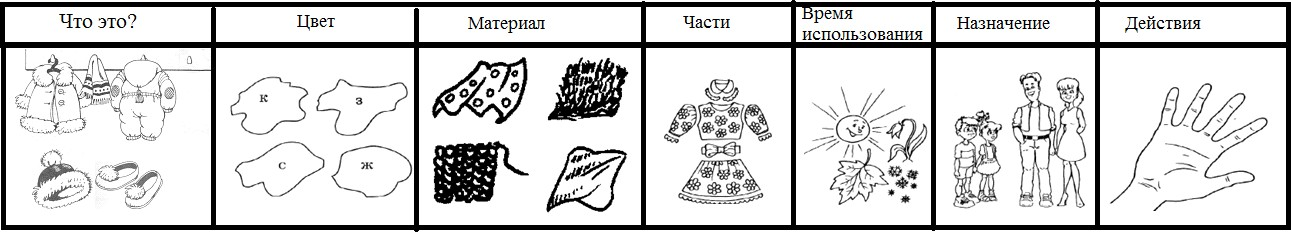 Что это?
Цвет
Материал
Части
Время
использования
Назначение
Действия
к
з
с
ж